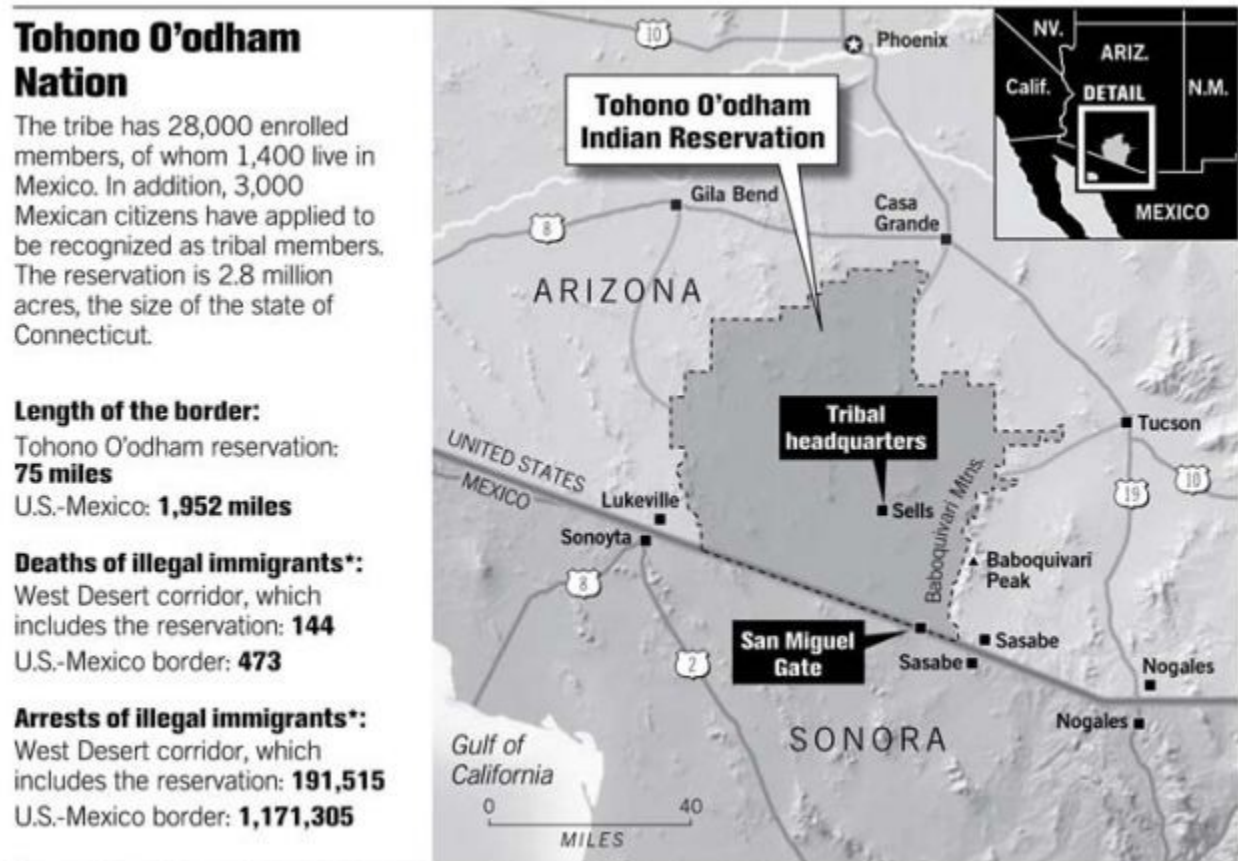 Tohono O'odham
Nation
The tribe has 28,000 enrolled
members, of whom 1,400 live in
Mexico. In addition, 3,000
Mexican citizens have applied to
be recognized as tribal members.
The reservation is 2.8 million
acres, the size of the state of
Connecticut.
Length of the border:
Tohono O'odham reservation:
75 miles
U.S.-Mexico: 1,952 miles
Deaths of illegal immigrants*:
West Desert corridor, which
includes the reservation: 144
U.S.-Mexico border: 473
Arrests of illegal immigrants*:
West Desert corridor, which
includes the reservation: 191,515
U.S.-Mexico border: 1,171,305
10
Phoenix
Tohono O'odham
Indian Reservation
NV.
ARIZ.
Calif.
DETAIL
N.M.
MEXICO
Gila Bend
Casa
Grande
8
ARIZONA
Tribal
headquarters
Tucson
UNITED STATES
MEXICO
10
19
Lukeville
Sells
Sonoyta
Baboquivari Mtns.
Baboquivari
Peak
8
San Miguel
Gate
Sasabe
Sasabe
2
Nogales
Nogales
SONORA
Gulf of
California
0 40
MILES